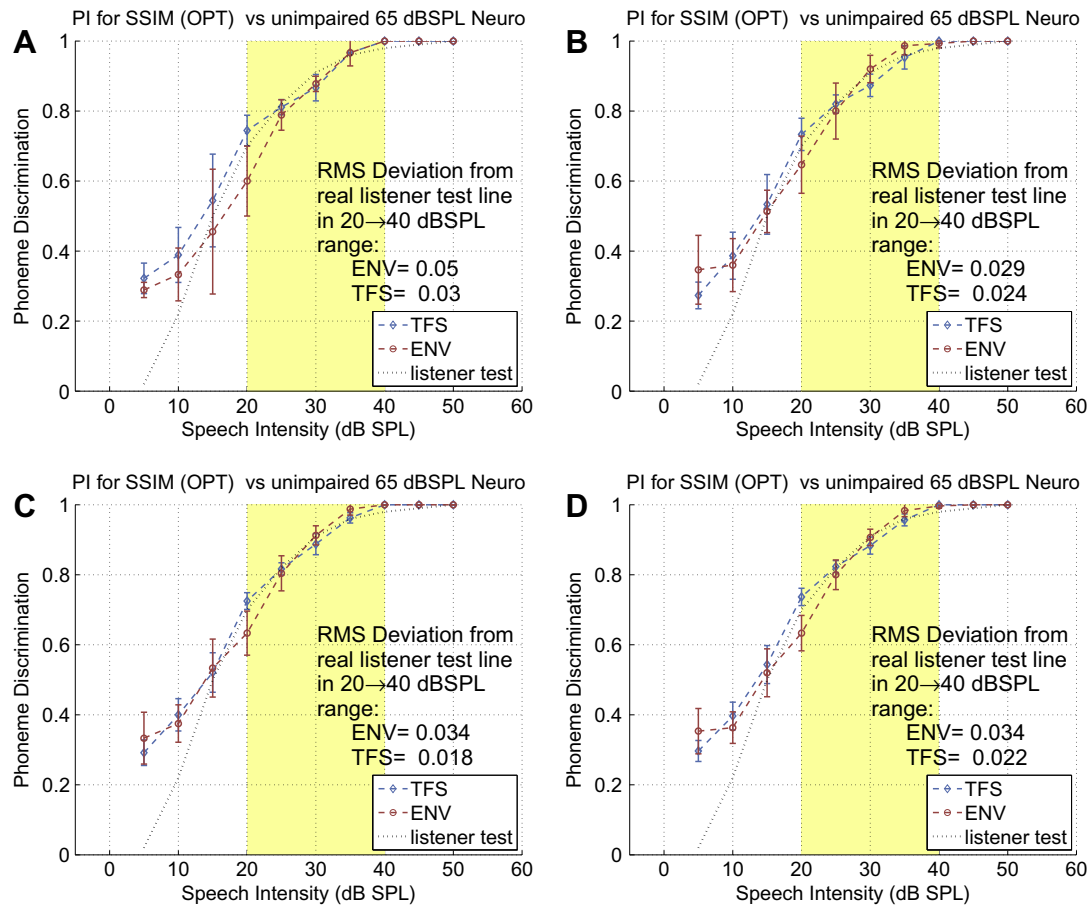 A
PI for SSIM (OPT) vs unimpaired 65 dBSPL Neuro
Phoneme Discrimination
1
0.8
0.6
0.4
0.2
0
RMS Deviation from
real listener test line
in 20→40 dBSPL
range:
ENV= 0.05
TFS= 0.03
TFS
ENV
listener test
0 10 20 30 40 50 60
Speech Intensity (dB SPL)
B
PI for SSIM (OPT) vs unimpaired 65 dBSPL Neuro
Phoneme Discrimination
1
0.8
0.6
0.4
0.2
0
RMS Deviation from
real listener test line
in 20→40 dBSPL
range:
ENV= 0.029
TFS= 0.024
TFS
ENV
listener test
0 10 20 30 40 50 60
Speech Intensity (dB SPL)
C
PI for SSIM (OPT) vs unimpaired 65 dBSPL Neuro
Phoneme Discrimination
1
0.8
0.6
0.4
0.2
0
RMS Deviation from
real listener test line
in 20→40 dBSPL
range:
ENV= 0.034
TFS= 0.018
TFS
ENV
listener test
0 10 20 30 40 50 60
Speech Intensity (dB SPL)
D
PI for SSIM (OPT) vs unimpaired 65 dBSPL Neuro
Phoneme Discrimination
1
0.8
0.6
0.4
0.2
0
RMS Deviation from
real listener test line
in 20→40 dBSPL
range:
ENV= 0.034
TFS= 0.022
TFS
ENV
listener test
0 10 20 30 40 50 60
Speech Intensity (dB SPL)